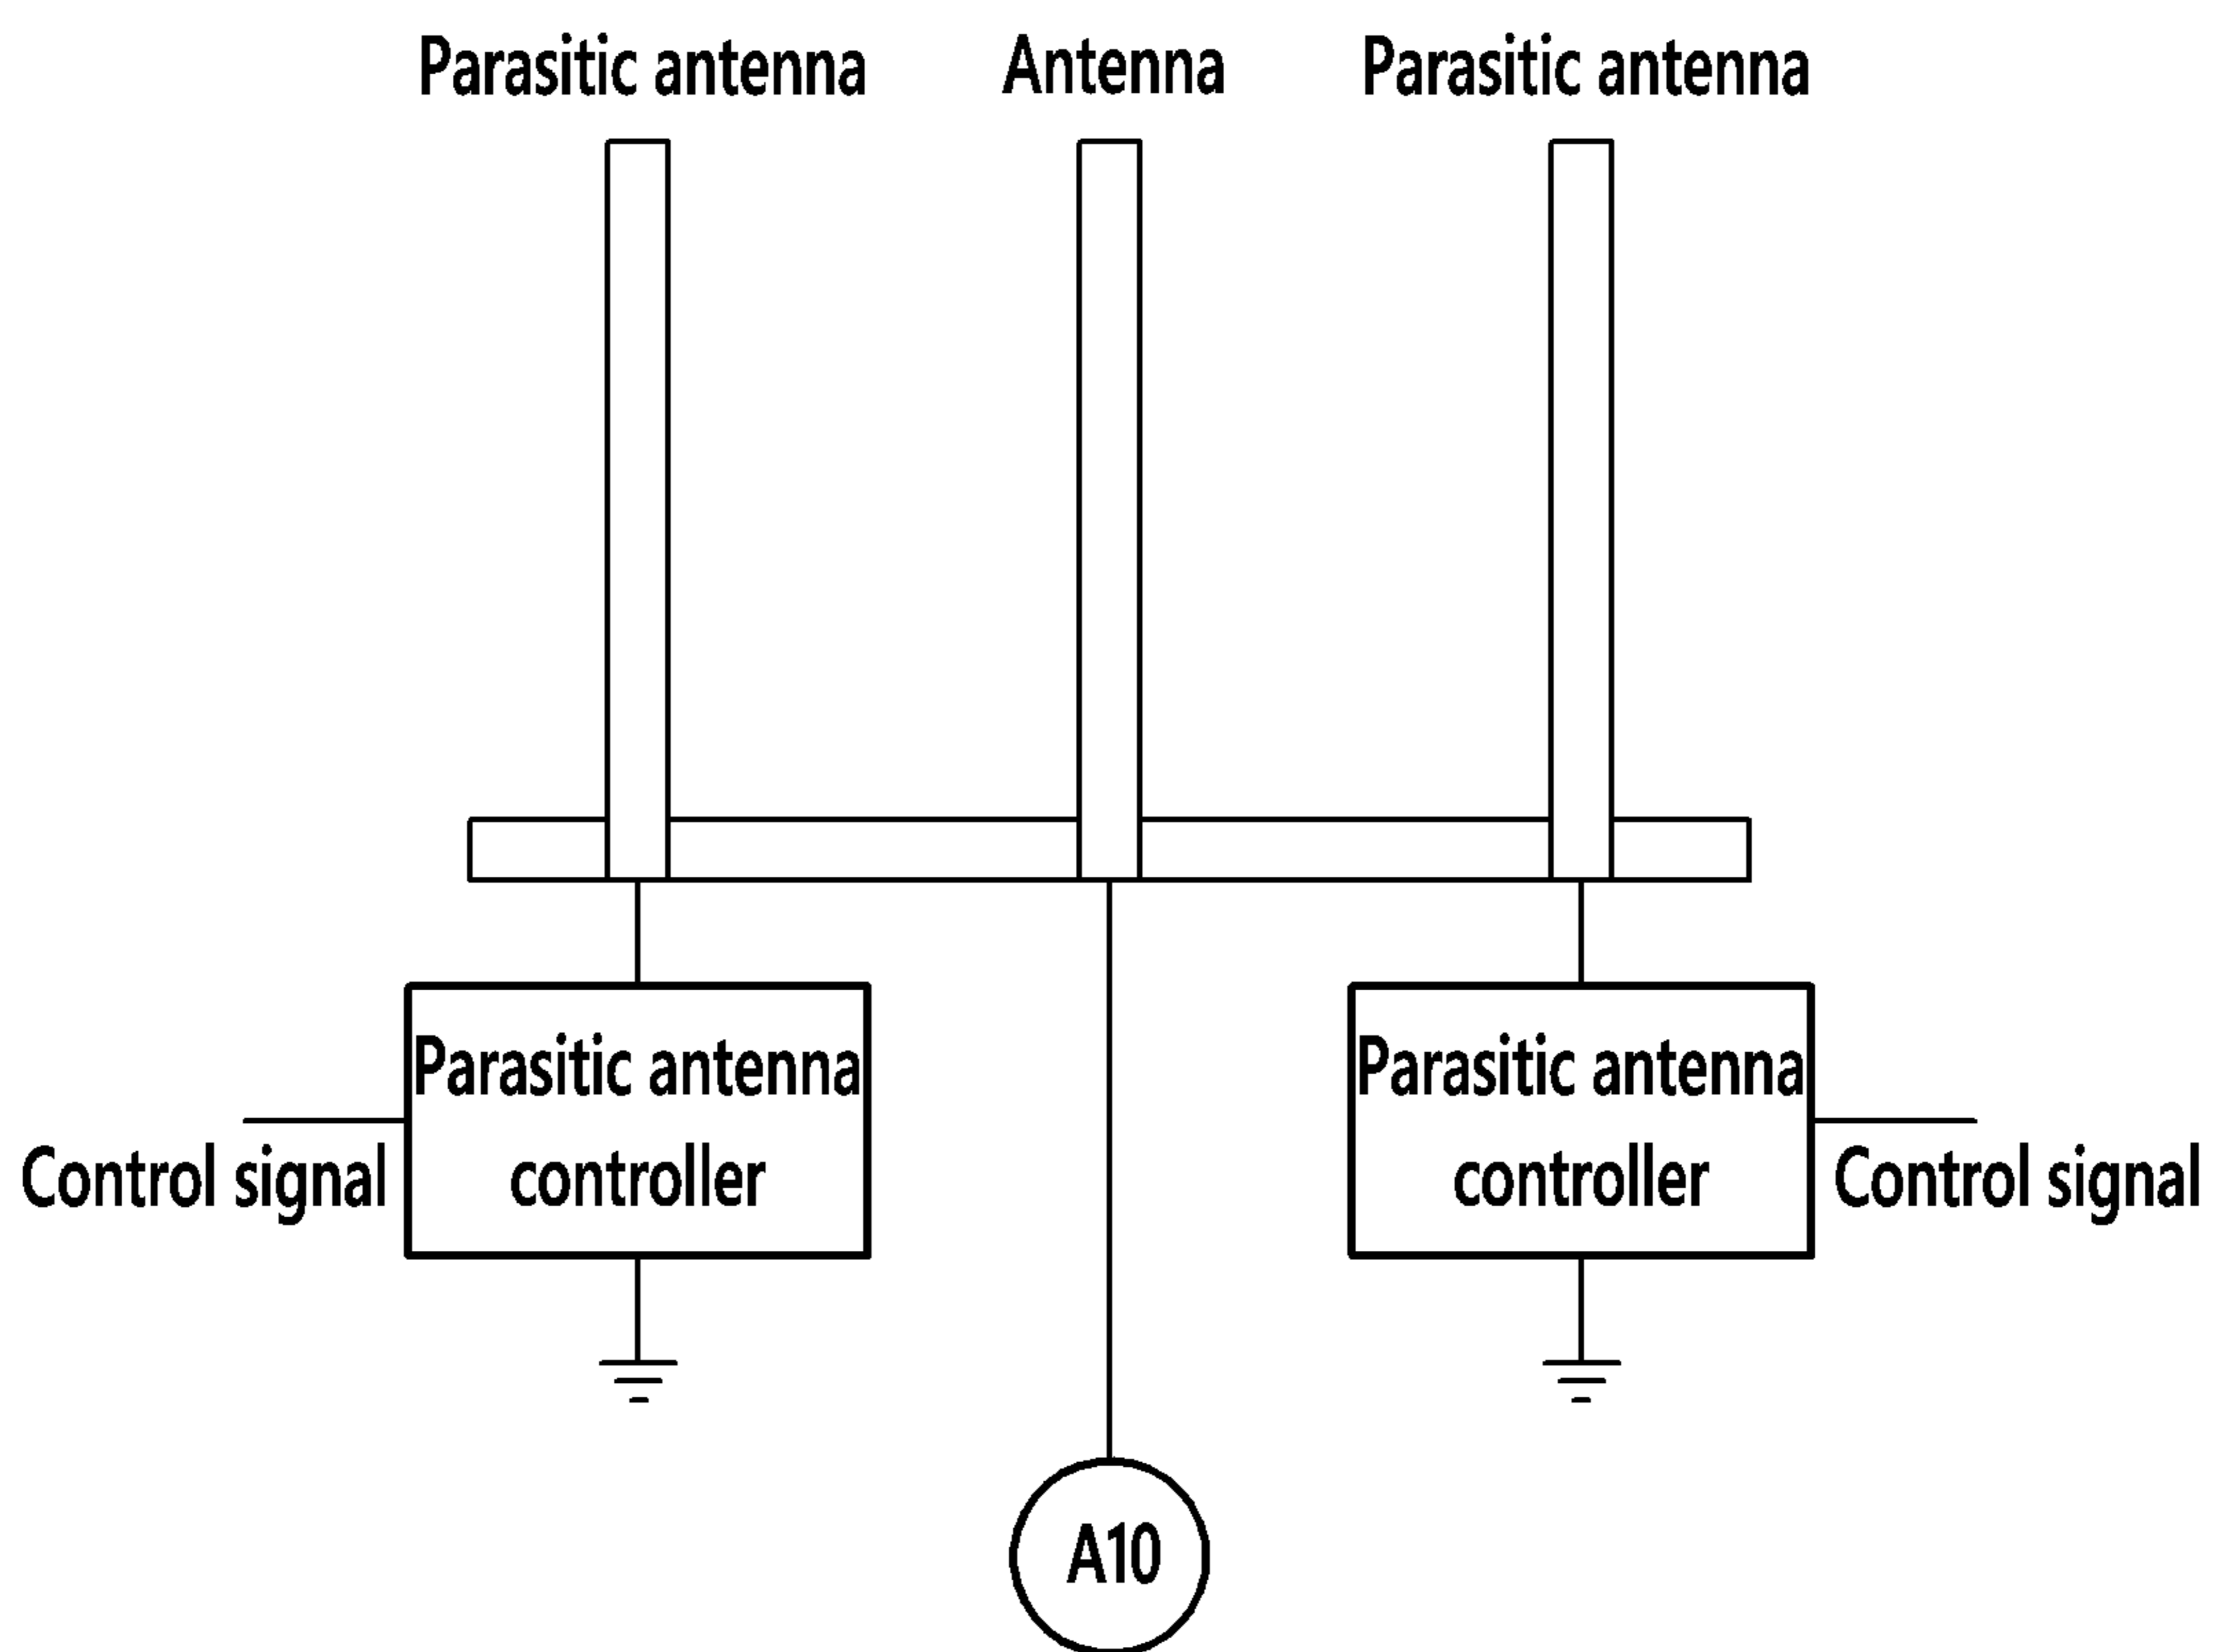 Parasitic antenna
Antenna
Parasitic antenna
Parasitic antenna
controller
Control signal
Parasitic antenna
controller
Control signal
A10